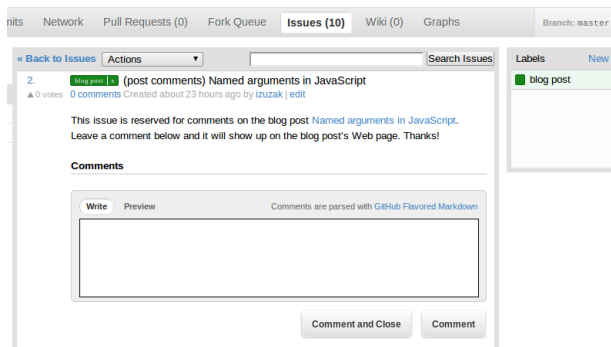 nits Network Pull Requests (0) Fork Queue Issues (10) Wiki (0) Graphs Branch: master
« Back to Issues Actions Search Issues Labels New
2. blog post x (post comments) Named arguments in JavaScript blog post
0 votes 0 comments Created about 23 hours ago by izuzak | edit
This issue is reserved for comments on the blog post Named arguments in JavaScript.
Leave a comment below and it will show up on the blog post's Web page. Thanks!
Comments
Write Preview Comments are parsed with GitHub Flavored Markdown
Comment and Close Comment